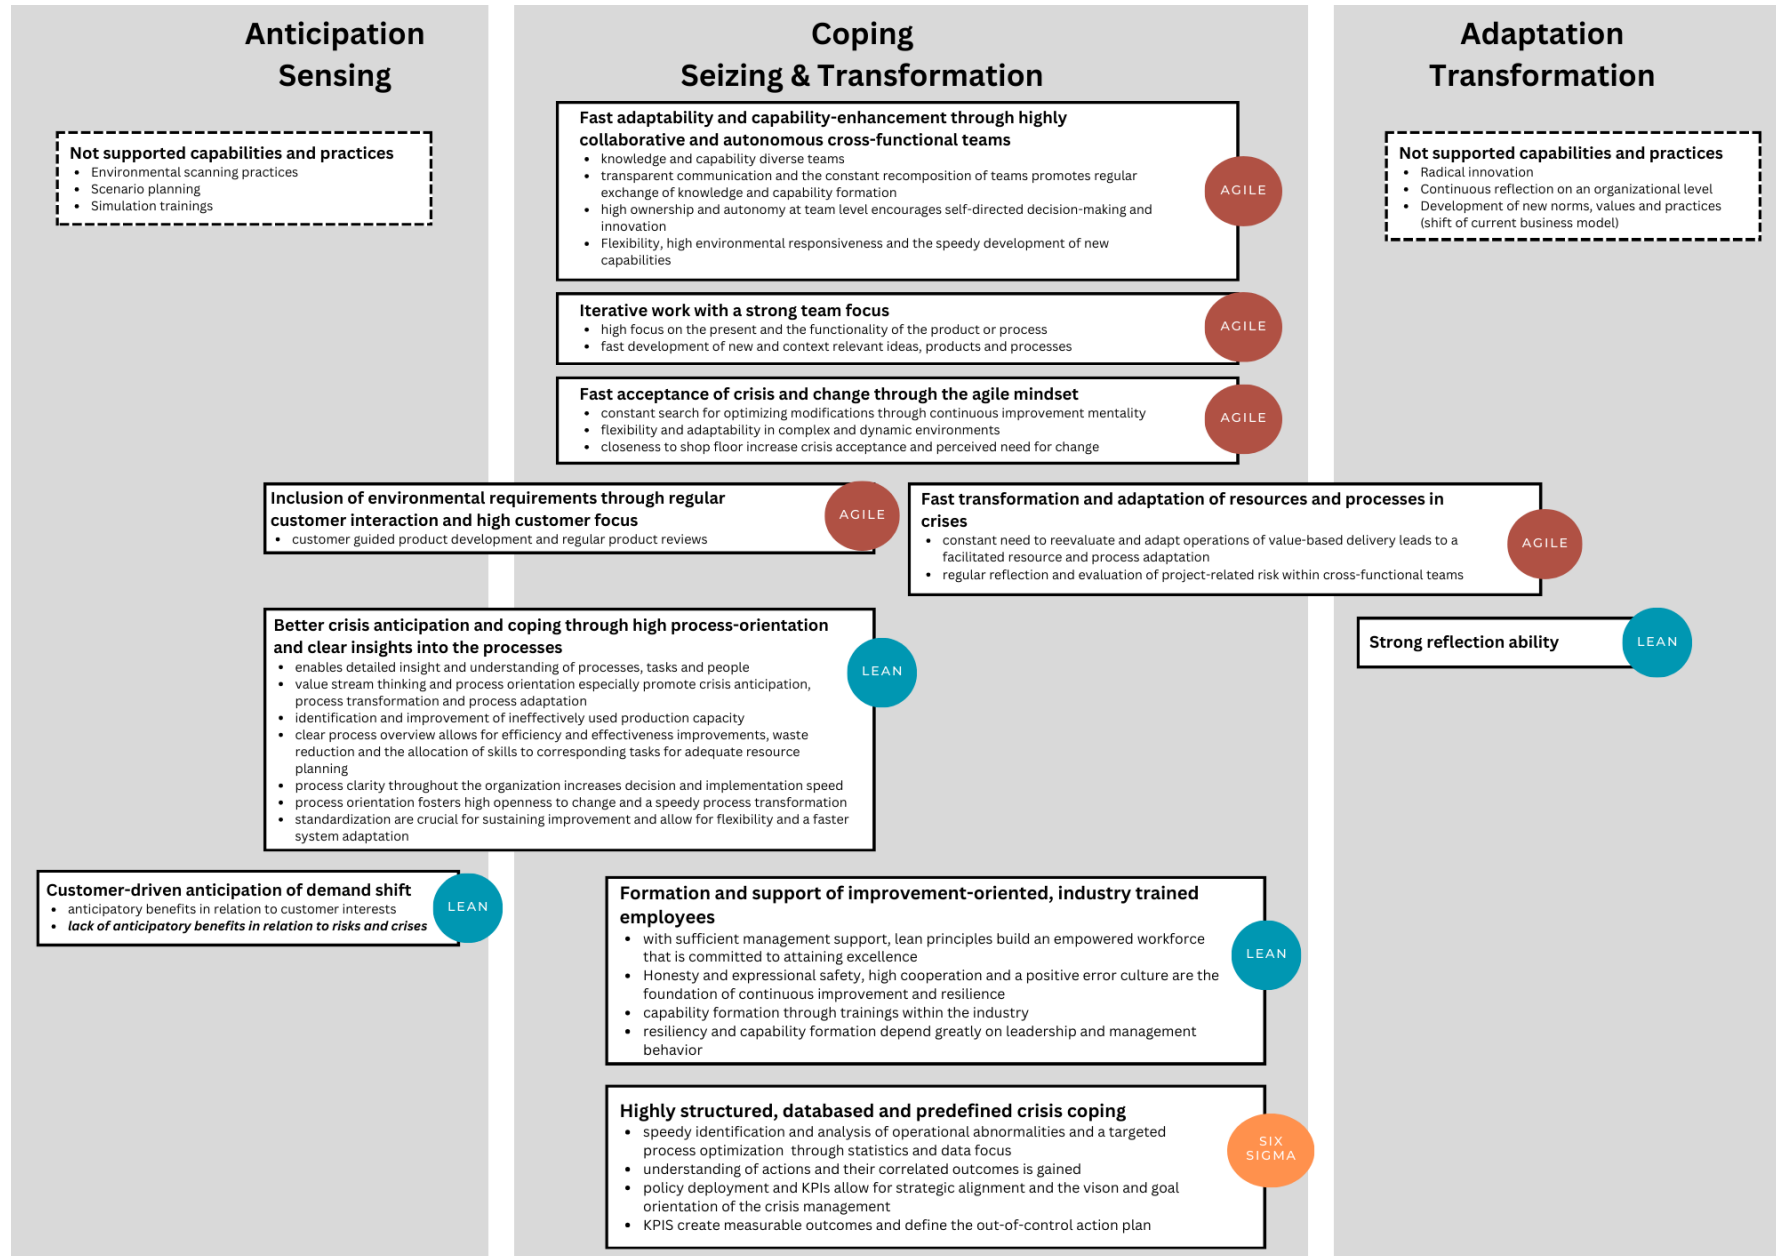 Anticipation
Sensing
Not supported capabilities and practices
• Environmental scanning practices
• Scenario planning
• Simulation trainings
Coping
Seizing & Transformation
Fast adaptability and capability-enhancement through highly
collaborative and autonomous cross-functional teams
• knowledge and capability diverse teams
• transparent communication and the constant recomposition of teams promotes regular
exchange of knowledge and capability formation
• high ownership and autonomy at team level encourages self-directed decision-making and
innovation
• Flexibility, high environmental responsiveness and the speedy development of new
capabilities
AGILE
Iterative work with a strong team focus
• high focus on the present and the functionality of the product or process
• fast development of new and context relevant ideas, products and processes
AGILE
Fast acceptance of crisis and change through the agile mindset
• constant search for optimizing modifications through continuous improvement mentality
• flexibility and adaptability in complex and dynamic environments
• closeness to shop floor increase crisis acceptance and perceived need for change
AGILE
Adaptation
Transformation
Not supported capabilities and practices
• Radical innovation
• Continuous reflection on an organizational level
• Development of new norms, values and practices
(shift of current business model)
Inclusion of environmental requirements through regular
customer interaction and high customer focus
• customer guided product development and regular product reviews
AGILE
Fast transformation and adaptation of resources and processes in
crises
• constant need to reevaluate and adapt operations of value-based delivery leads to a
facilitated resource and process adaptation
• regular reflection and evaluation of project-related risk within cross-functional teams
AGILE
Better crisis anticipation and coping through high process-orientation
and clear insights into the processes
• enables detailed insight and understanding of processes, tasks and people
• value stream thinking and process orientation especially promote crisis anticipation,
process transformation and process adaptation
• identification and improvement of ineffectively used production capacity
• clear process overview allows for efficiency and effectiveness improvements, waste
reduction and the allocation of skills to corresponding tasks for adequate resource
planning
• process clarity throughout the organization increases decision and implementation speed
• process orientation fosters high openness to change and a speedy process transformation
• standardization are crucial for sustaining improvement and allow for flexibility and a faster
system adaptation
LEAN
Strong reflection ability
LEAN
Customer-driven anticipation of demand shift
• anticipatory benefits in relation to customer interests
• lack of anticipatory benefits in relation to risks and crises
LEAN
Formation and support of improvement-oriented, industry trained
employees
• with sufficient management support, lean principles build an empowered workforce
that is committed to attaining excellence
• Honesty and expressional safety, high cooperation and a positive error culture are the
foundation of continuous improvement and resilience
• capability formation through trainings within the industry
• resiliency and capability formation depend greatly on leadership and management
behavior
LEAN
Highly structured, databased and predefined crisis coping
• speedy identification and analysis of operational abnormalities and a targeted
process optimization through statistics and data focus
• understanding of actions and their correlated outcomes is gained
• policy deployment and KPIs allow for strategic alignment and the vison and goal
orientation of the crisis management
• KPIS create measurable outcomes and define the out-of-control action plan
SIX
SIGMA